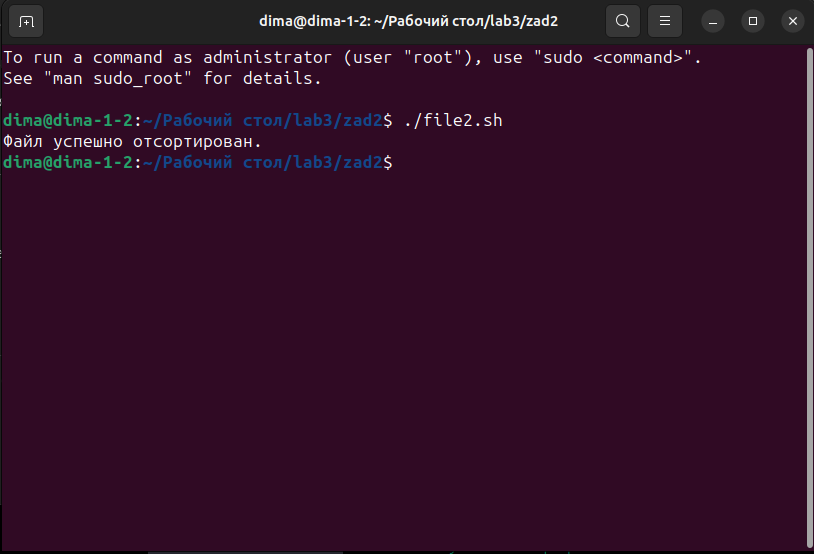 dima@dima-1-2: ~/Рабочий стол/lab3/zad2
To run a command as administrator (user "root"), use "sudo <command>".
See "man sudo_root" for details.
dima@dima-1-2:~/Рабочий стол/lab3/zad2$ ./file2.sh
Файл успешно отсортирован.
dima@dima-1-2:~/Рабочий стол/lab3/zad2$